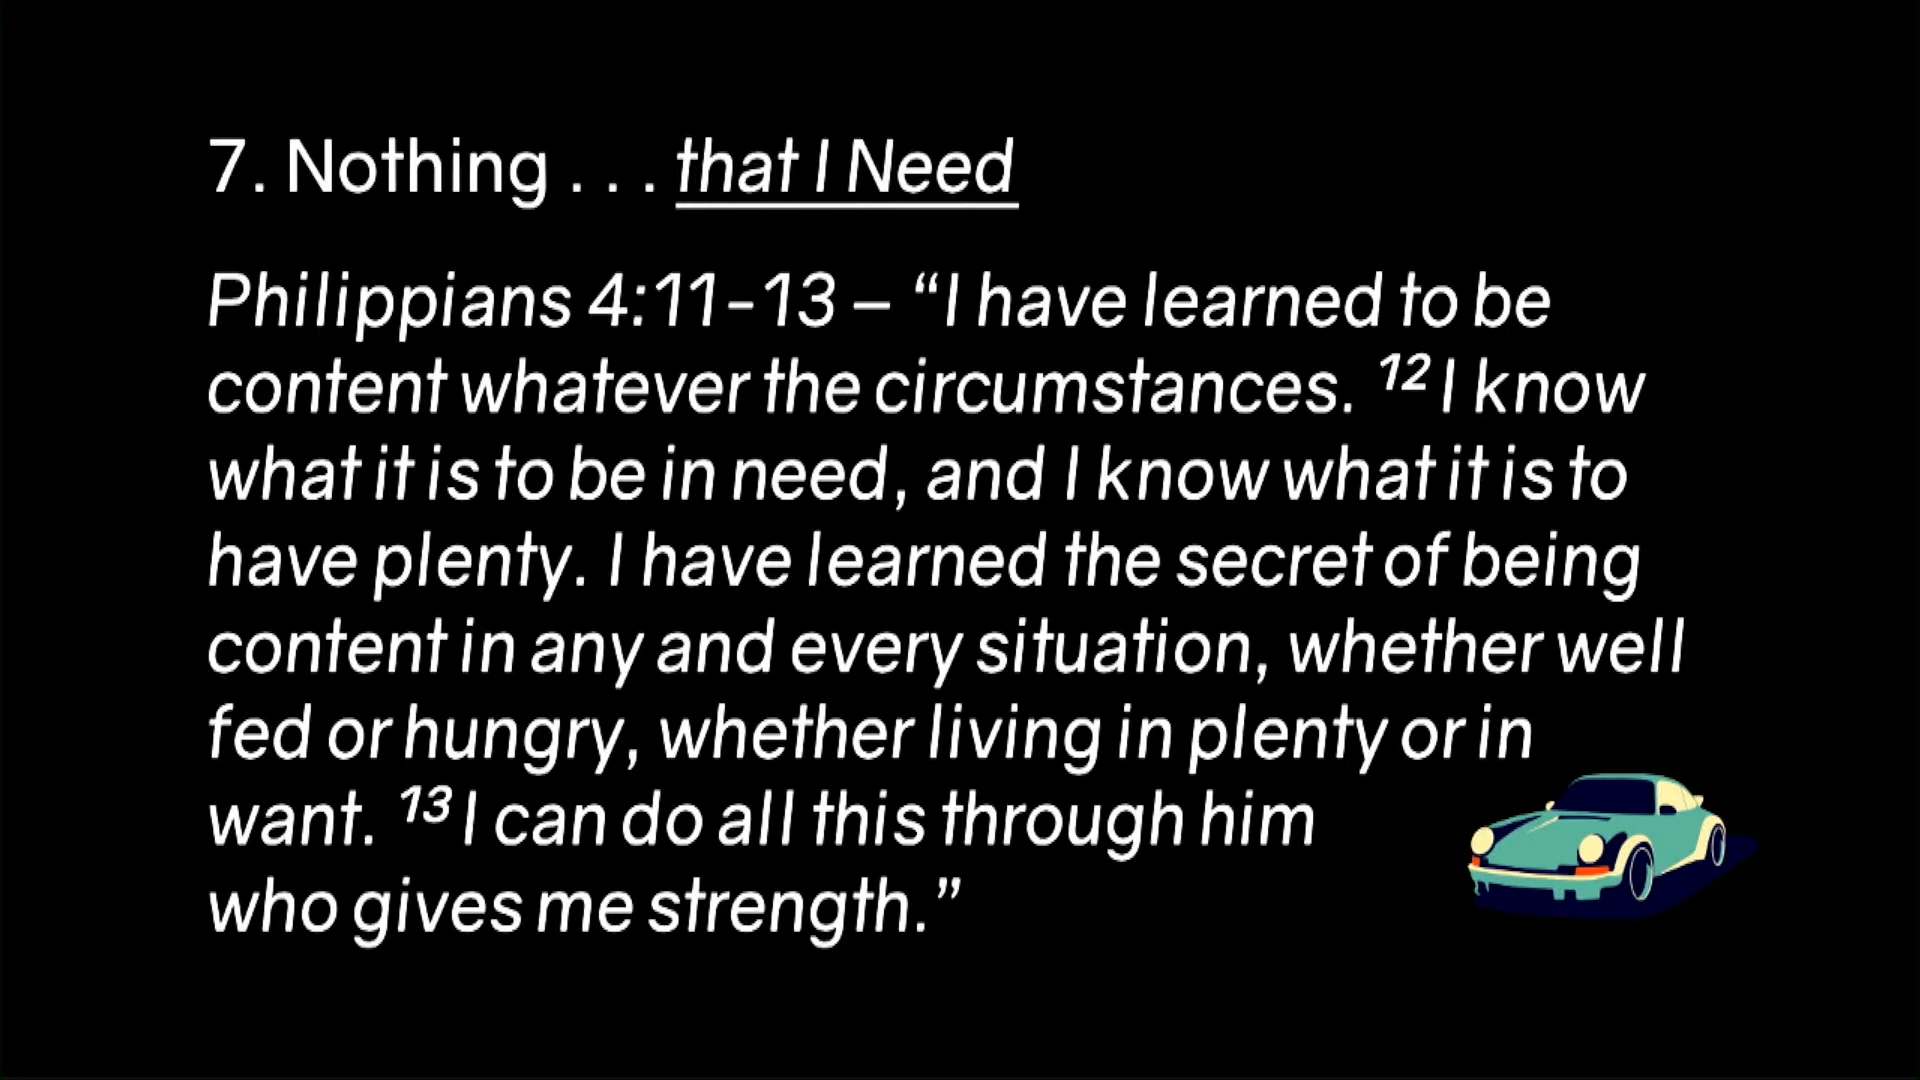 7. Nothing . . . that I Need
Philippians 4:11-13 – “I have learned to be
content whatever the circumstances. ¹² I know
what it is to be in need, and I know what it is to
have plenty. I have learned the secret of being
content in any and every situation, whether well
fed or hungry, whether living in plenty or in
want. ¹³ I can do all this through him
who gives me strength.”